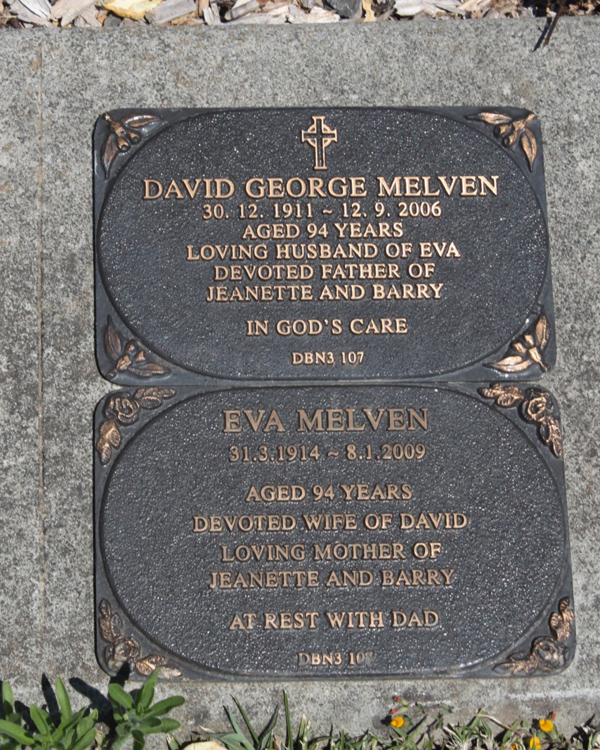 DAVID GEORGE MELVEN
30. 12. 1911 ~ 12. 9. 2006
AGED 94 YEARS
LOVING HUSBAND OF EVA
DEVOTED FATHER OF
JEANETTE AND BARRY
IN GOD'S CARE
DBN3 107
EVA MELVEN
31.3.1914 ~ 8.1.2009
AGED 94 YEARS
DEVOTED WIFE OF DAVID
LOVING MOTHER OF
JEANETTE AND BARRY
AT REST WITH DAD
DBN3